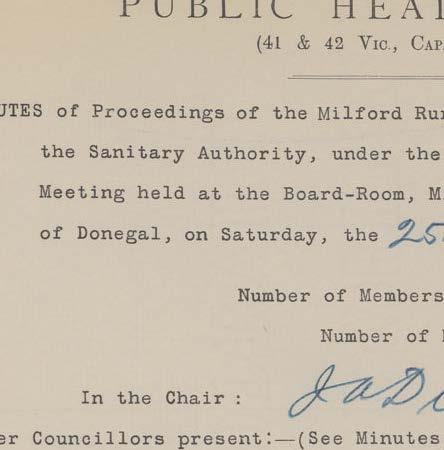 PUBLIC HEA
(41 & 42 VIC., CAP.
UTES of Proceedings of the Milford Rur
the Sanitary Authority, under the
Meeting held at the Board-Room, Mi
of Donegal, on Saturday, the 25
Number of Members
Number of
In the Chair :
er Councillors present:—(See Minutes